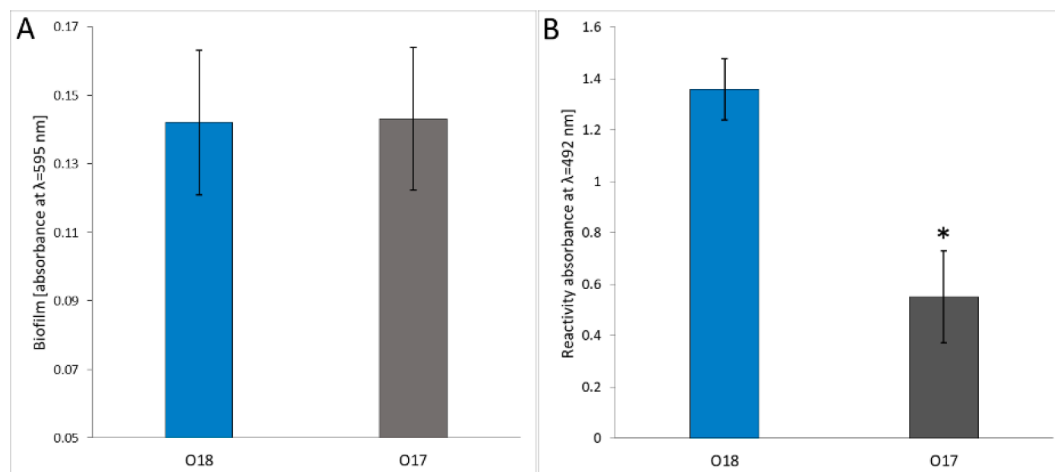 A
Biofilm [absorbance at λ=595 nm]
0.17
0.15
0.13
0.11
0.09
0.07
0.05
O18
O17
B
Reactivity absorbance at λ=492 nm]
1.6
1.4
1.2
1
0.8
0.6
0.4
0.2
0
*
O18
O17